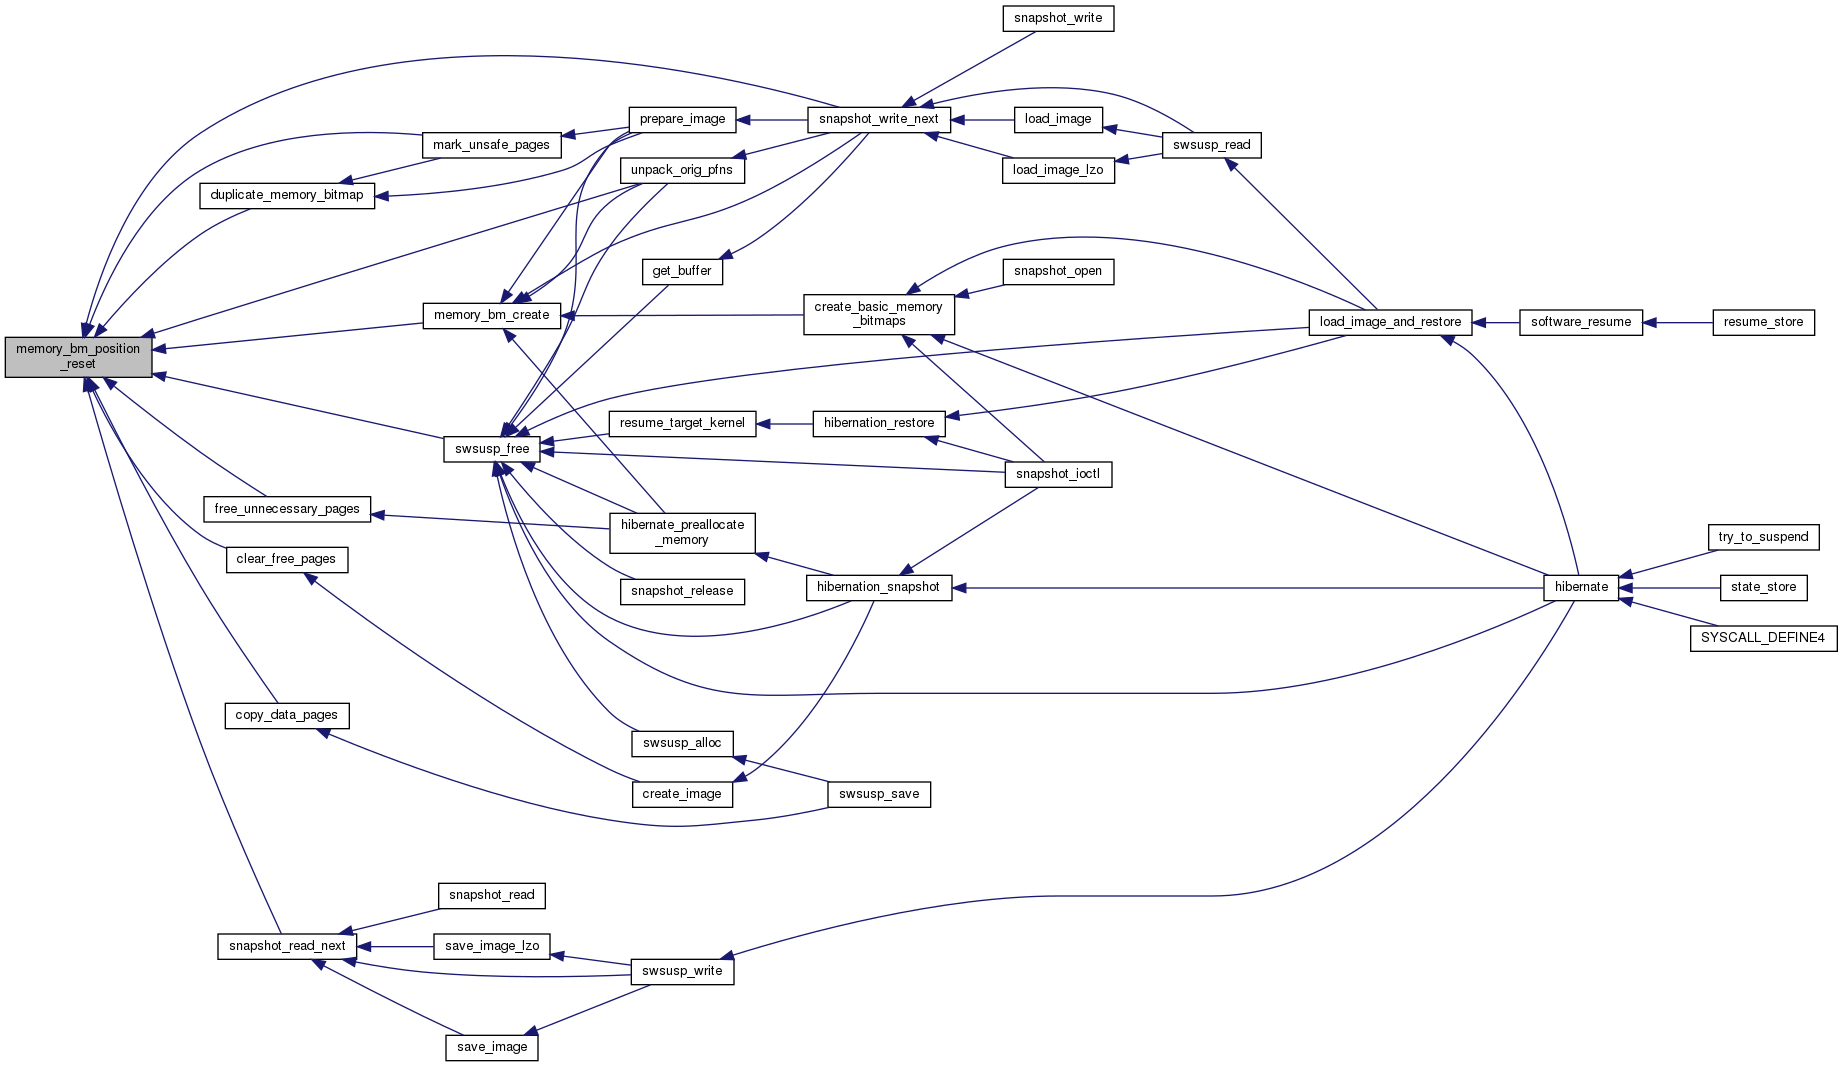 snapshot_write
prepare_image
snapshot_write_next
load_image
mark_unsafe_pages
swsusp_read
unpack_orig_pfns
load_image_lzo
duplicate_memory_bitmap
get_buffer
snapshot_open
memory_bm_create
create_basic_memory
_bitmaps
load_image_and_restore
software_resume
resume_store
memory_bm_position
_reset
resume_target_kernel
hibernation_restore
swsusp_free
snapshot_ioctl
free_unnecessary_pages
hibernate_preallocate
_memory
try_to_suspend
clear_free_pages
snapshot_release
hibernation_snapshot
hibernate
state_store
SYSCALL_DEFINE4
copy_data_pages
swsusp_alloc
create_image
swsusp_save
snapshot_read
snapshot_read_next
save_image_lzo
swsusp_write
save_image